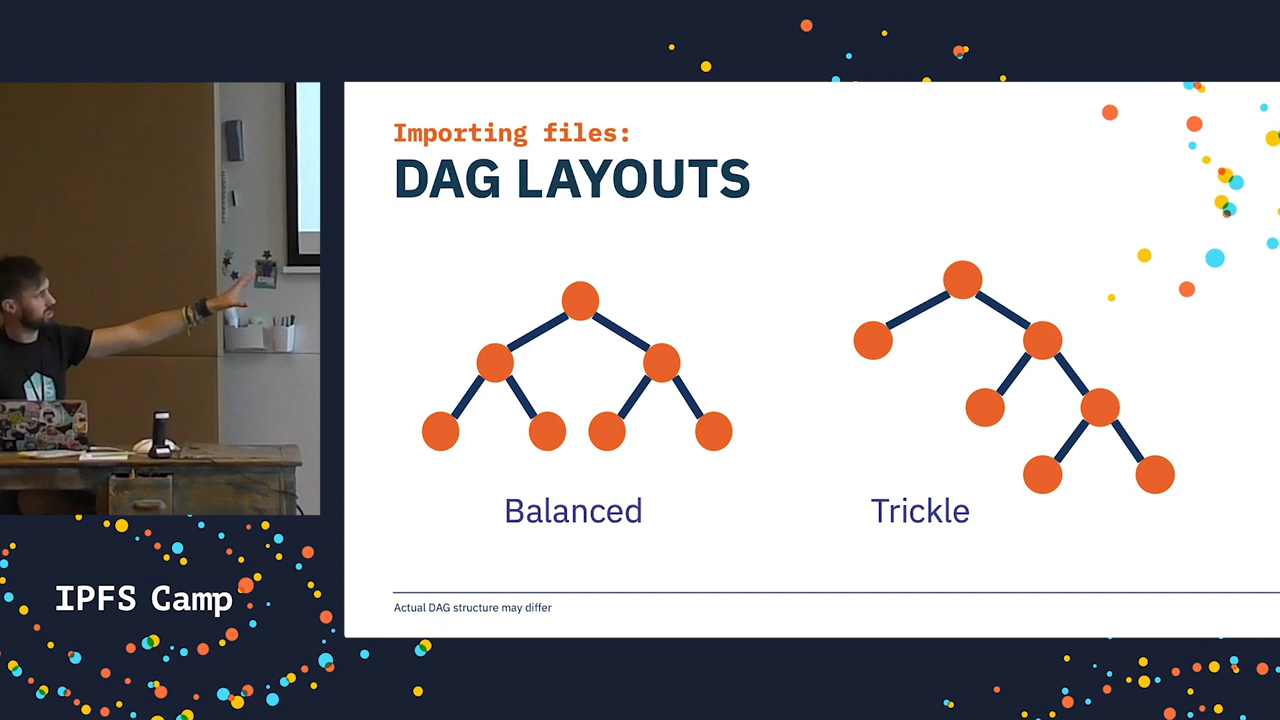 Importing files:
DAG LAYOUTS
Balanced
Trickle
Actual DAG structure may differ
IPFS Camp